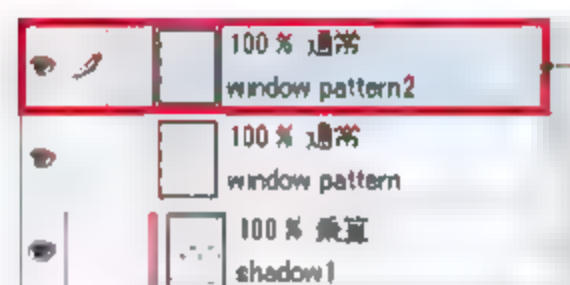 100 % 通常
window pattern2
100 % 通常
window pattern
100 % 乗算
shadow1